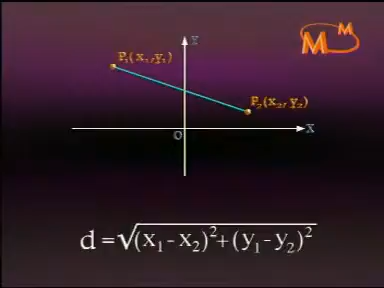 Y
M M
P₁(x₁,y₁)
P₂(x₂,y₂)
X
O
d = √(x₁ - x₂)² + (y₁ - y₂)²